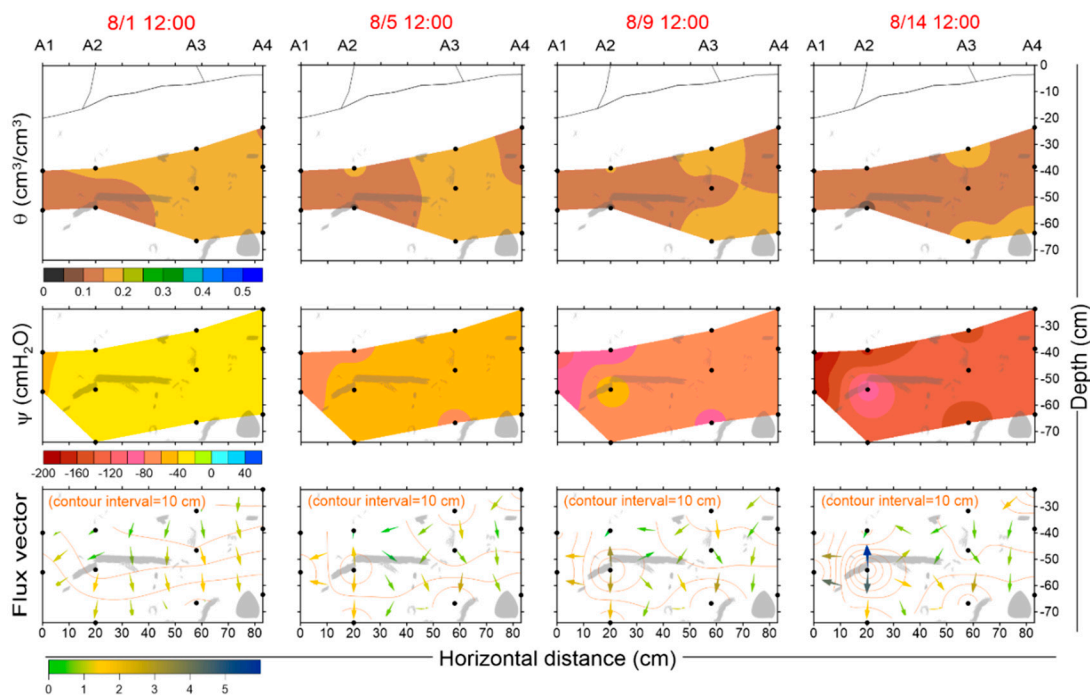 8/1 12:00 8/5 12:00 8/9 12:00 8/14 12:00
A1 A2 A3 A4 A1 A2 A3 A4 A1 A2 A3 A4 A1 A2 A3 A4
θ (cm³/cm³)
0 -10 -20 -30 -40 -50 -60 -70
0 0.1 0.2 0.3 0.4 0.5
ψ (cmH₂O)
-30 -40 -50 -60 -70
Depth (cm)
-200 -160 -120 -80 -40 0 40
Flux vector
(contour interval=10 cm) (contour interval=10 cm) (contour interval=10 cm) (contour interval=10 cm)
-30 -40 -50 -60 -70
0 10 20 30 40 50 60 70 80 0 10 20 30 40 50 60 70 80 0 10 20 30 40 50 60 70 80 0 10 20 30 40 50 60 70 80
Horizontal distance (cm)
0 1 2 3 4 5